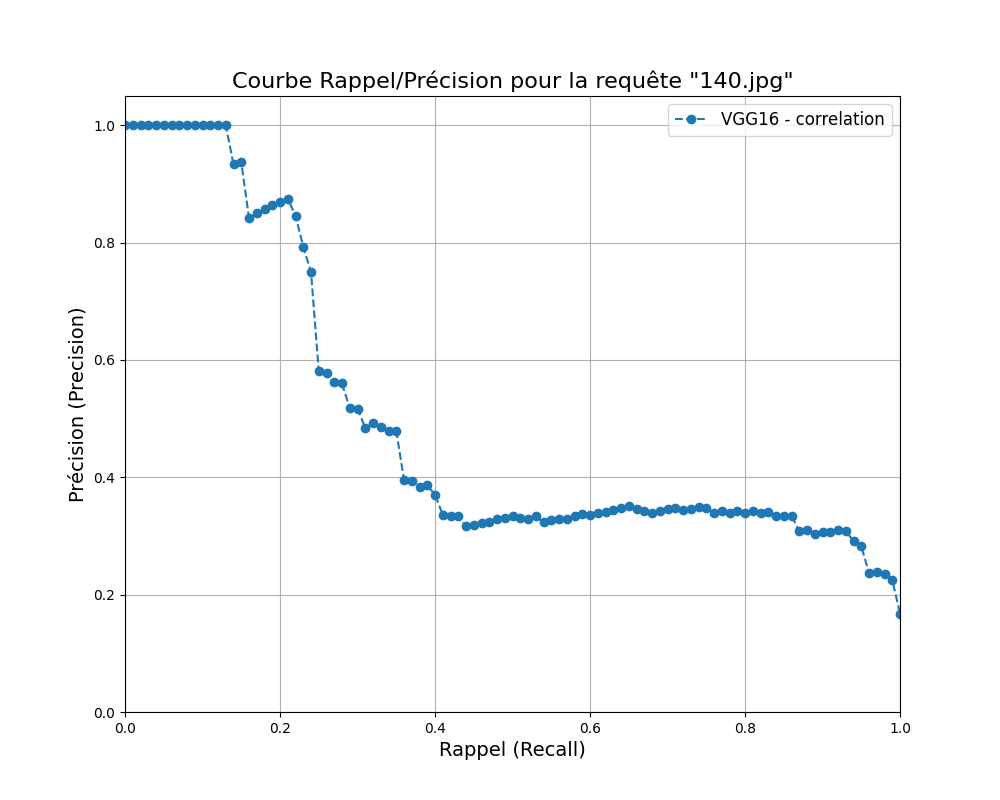 Courbe Rappel/Précision pour la requête "140.jpg"
VGG16 - correlation
1.0
0.8
0.6
0.4
0.2
0.0
Précision (Precision)
0.0 0.2 0.4 0.6 0.8 1.0
Rappel (Recall)